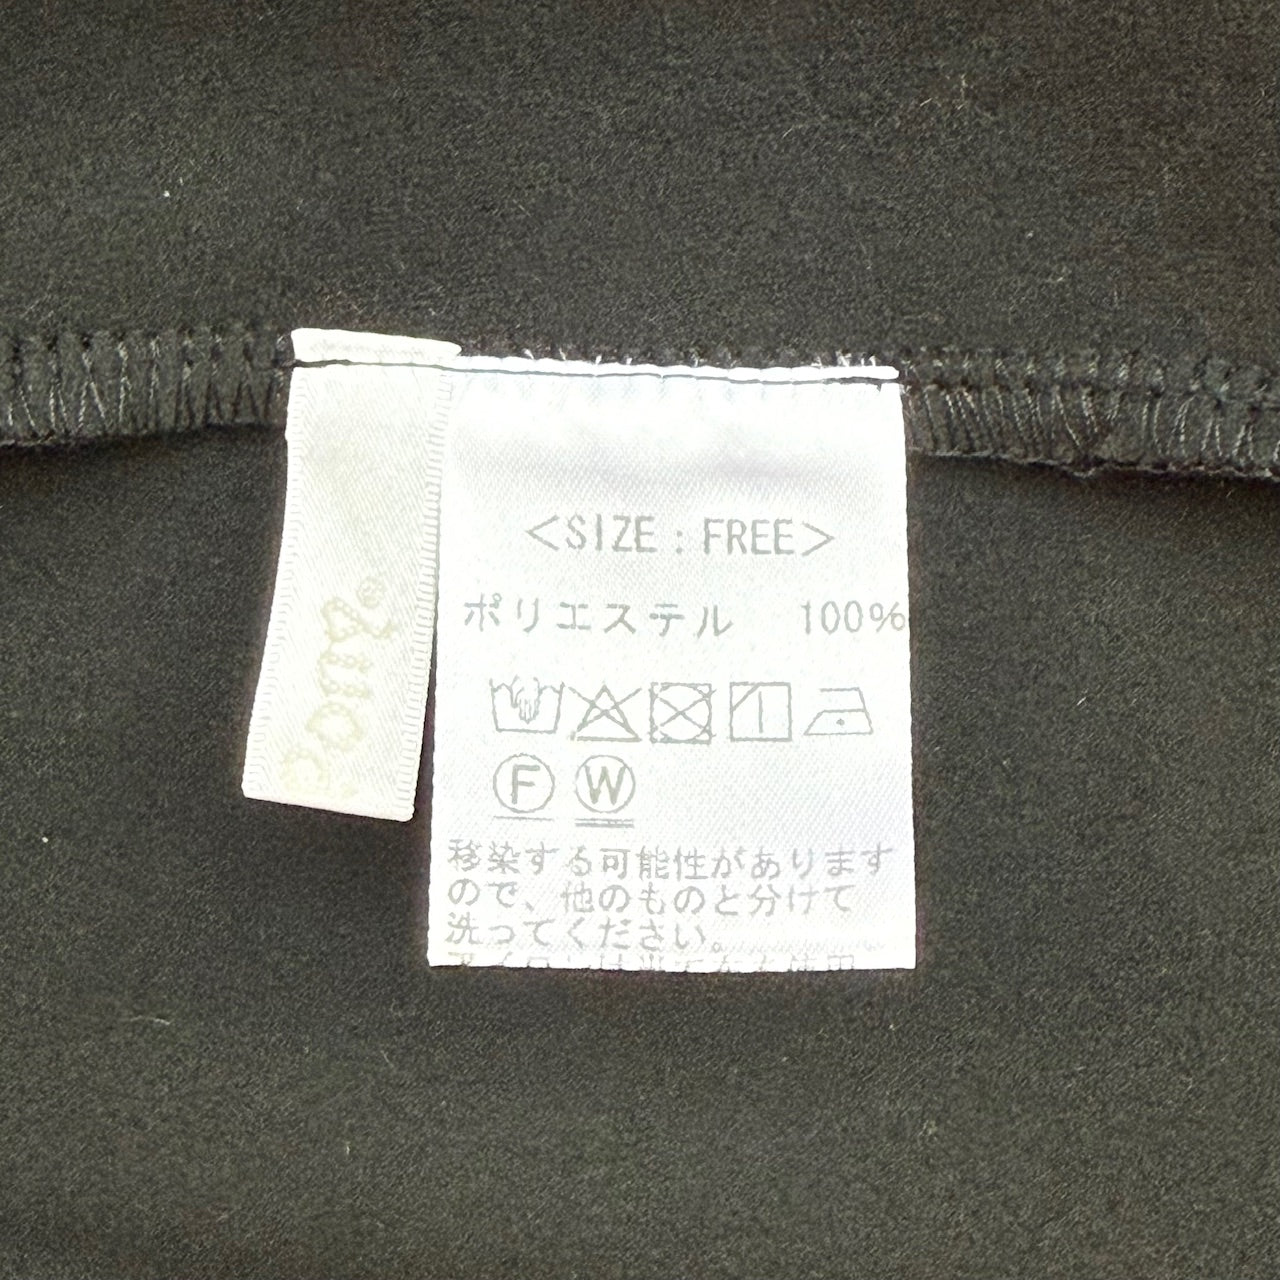 <SIZE : FREE>
ポリエステル 100%
F W
移染する可能性があります
ので、他のものと分けて
洗ってください。